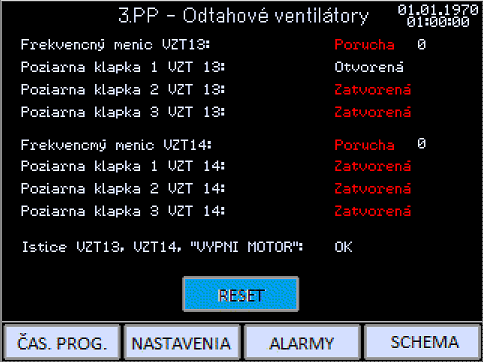 3.PP - Odtahové ventilátory 01.01.1970
01:00:00
Frekvencný menic VZT13: Porucha 0
Poziarna klapka 1 VZT 13: Otvorená
Poziarna klapka 2 VZT 13: Zatvorená
Poziarna klapka 3 VZT 13: Zatvorená
Frekvencmý menic VZT14: Porucha 0
Poziarna klapka 1 VZT 14: Zatvorená
Poziarna klapka 2 VZT 14: Zatvorená
Poziarna klapka 3 VZT 14: Zatvorená
Istice VZT13, VZT14, "VYPNI MOTOR": OK
RESET
ČAS. PROG. NASTAVENIA ALARMY SCHEMA